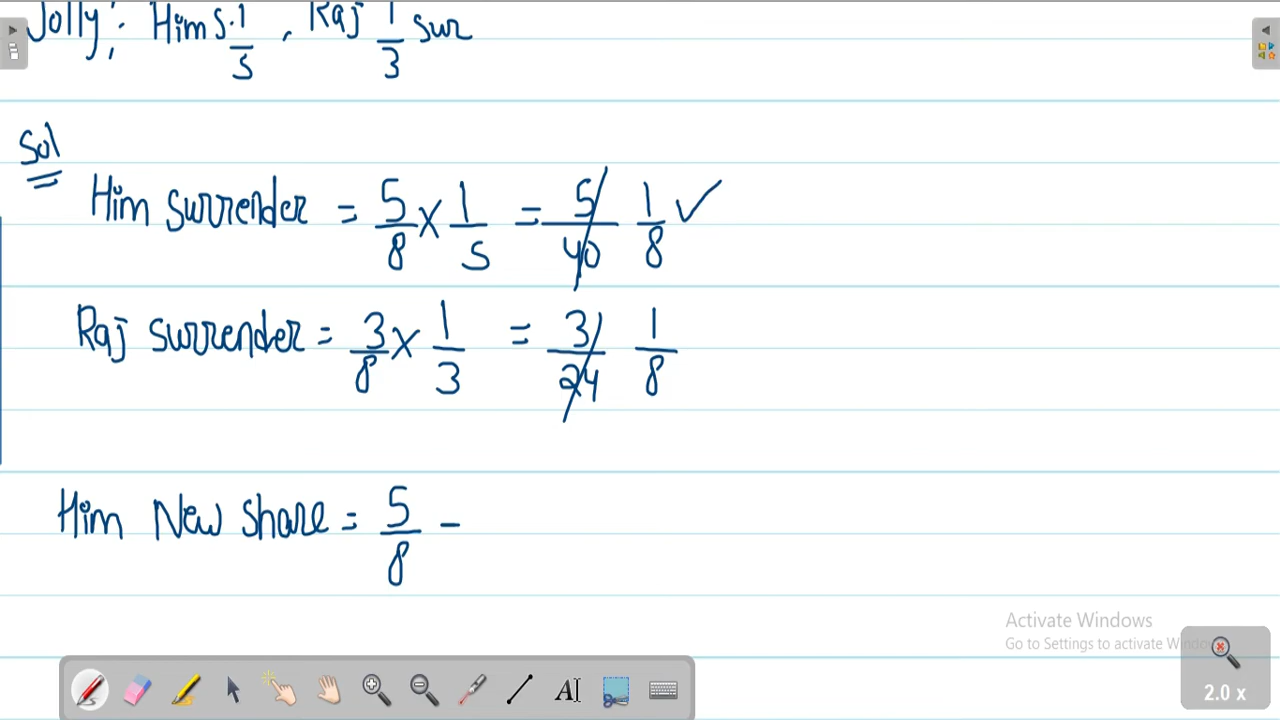 Jolly: Him S. 1/5, Raj 1/3 sur
Sol
Him surrender = 5/8 × 1/5 = 5/40 1/8 ✓
Raj surrender = 3/8 × 1/3 = 3/24 1/8
Him New share = 5/8 -
Activate Windows
Go to Settings to activate Windows.
AI
2.0 x